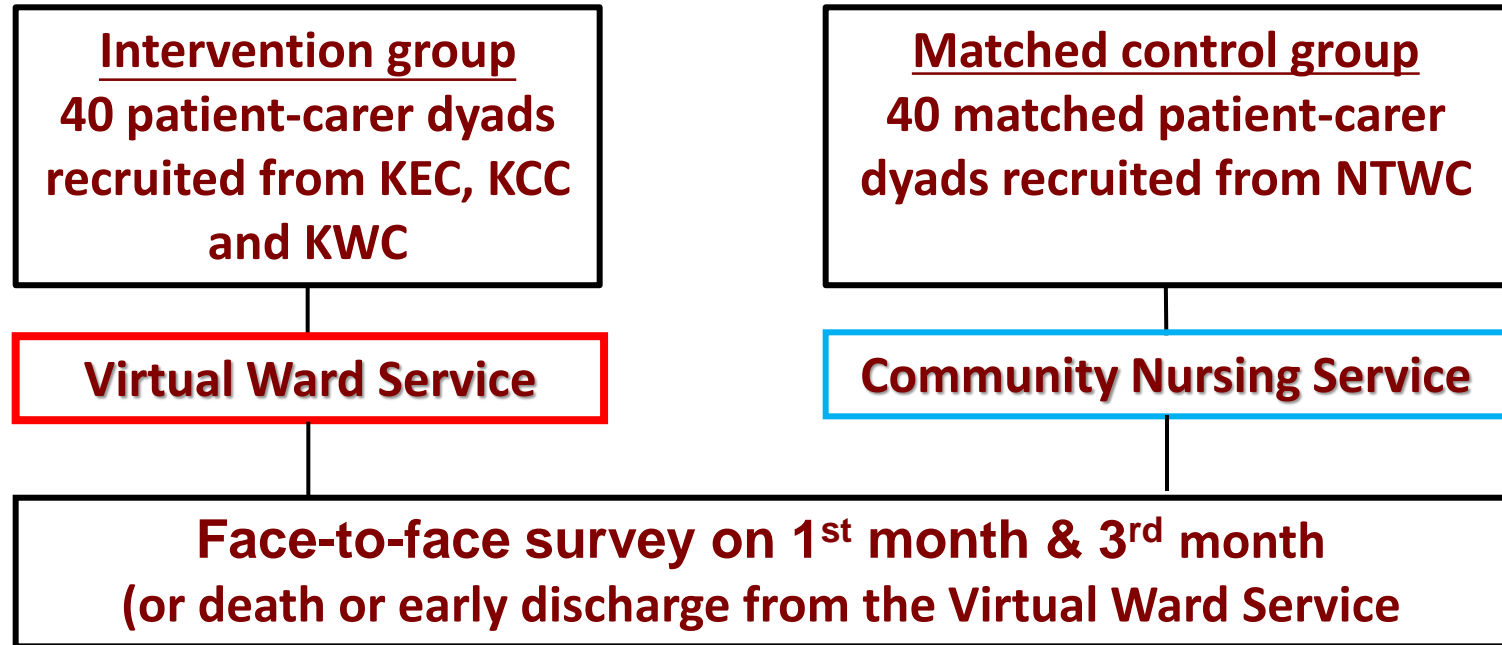 Intervention group
40 patient-carer dyads
recruited from KEC, KCC
and KWC
Matched control group
40 matched patient-carer
dyads recruited from NTWC
Virtual Ward Service
Community Nursing Service
Face-to-face survey on 1st month & 3rd month
(or death or early discharge from the Virtual Ward Service